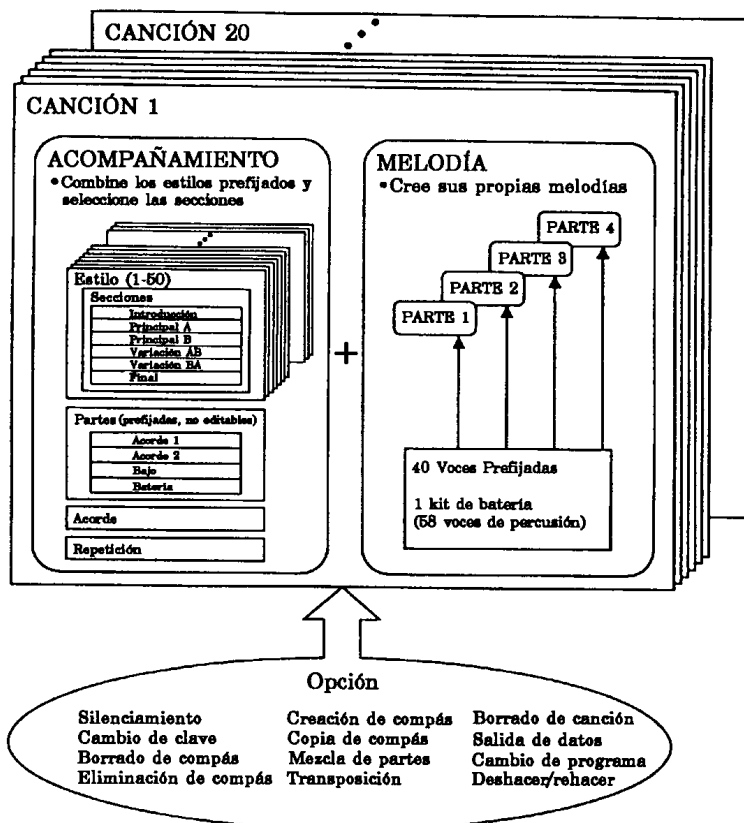 CANCIÓN 20
CANCIÓN 1
ACOMPAÑAMIENTO
•Combine los estilos prefijados y
seleccione las secciones
Estilo (1-50)
Secciones
Introducción
Principal A
Principal B
Variación AB
Variación BA
Final
Partes (prefijadas, no editables)
Acorde 1
Acorde 2
Bajo
Batería
Acorde
Repetición
+
MELODÍA
•Cree sus propias melodías
PARTE 4
PARTE 3
PARTE 2
PARTE 1
40 Voces Prefijadas
1 kit de batería
(58 voces de percusión)
Opción
Silenciamiento
Cambio de clave
Borrado de compás
Eliminación de compás
Creación de compás
Copia de compás
Mezcla de partes
Transposición
Borrado de canción
Salida de datos
Cambio de programa
Deshacer/rehacer